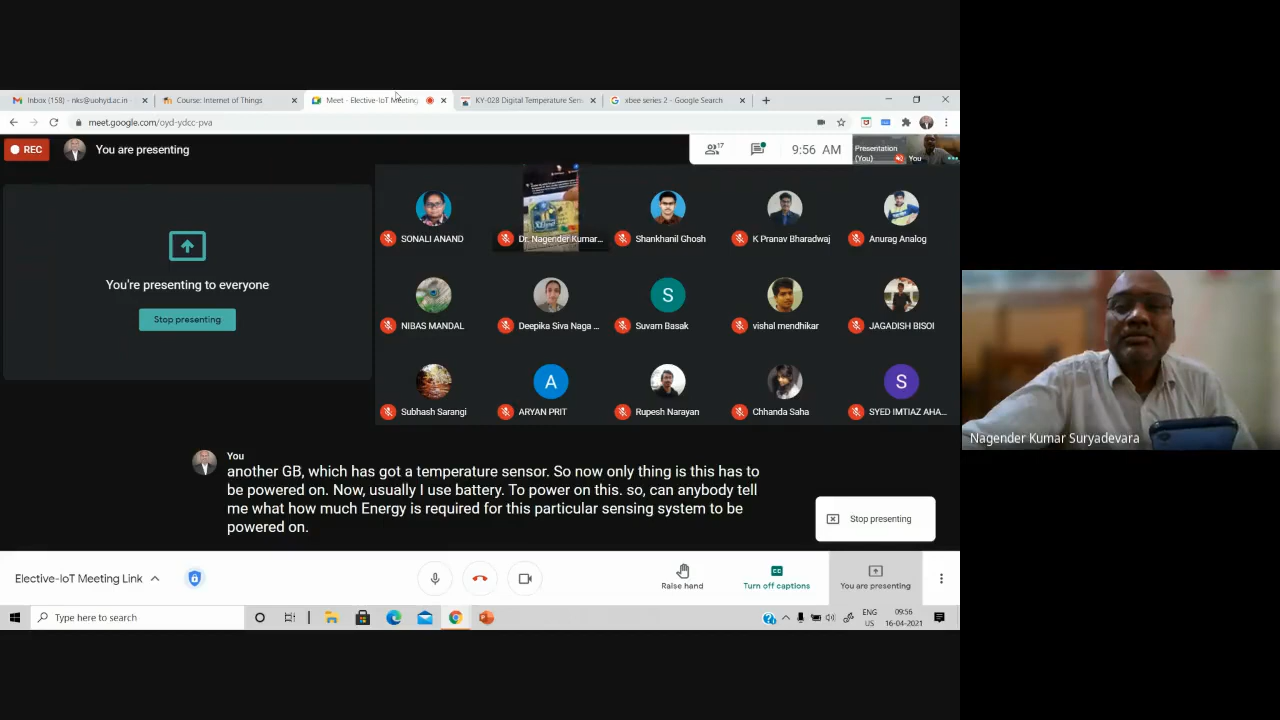 Inbox (158) - nks@uohyd.ac.in
Course: Internet of Things
Meet - Elective-IoT Meeting
KY-028 Digital Temperature Sens
xbee series 2 - Google Search
meet.google.com/oyd-ydcc-pva
REC
You are presenting
17
9:56 AM
Presentation
(You)
You
SONALI ANAND
Dr. Nagender Kumar...
Shankhanil Ghosh
K Pranav Bharadwaj
Anurag Analog
You're presenting to everyone
Stop presenting
NIBAS MANDAL
Deepika Siva Naga ...
S
Suvam Basak
vishal mendhikar
JAGADISH BISOI
Subhash Sarangi
A
ARYAN PRIT
Rupesh Narayan
Chhanda Saha
S
SYED IMTIAZ AHA...
Nagender Kumar Suryadevara
You
another GB, which has got a temperature sensor. So now only thing is this has to
be powered on. Now, usually I use battery. To power on this. so, can anybody tell
me what how much Energy is required for this particular sensing system to be
powered on.
Stop presenting
Elective-IoT Meeting Link
Raise hand
CC
Turn off captions
You are presenting
Type here to search
ENG
US
09:56
16-04-2021